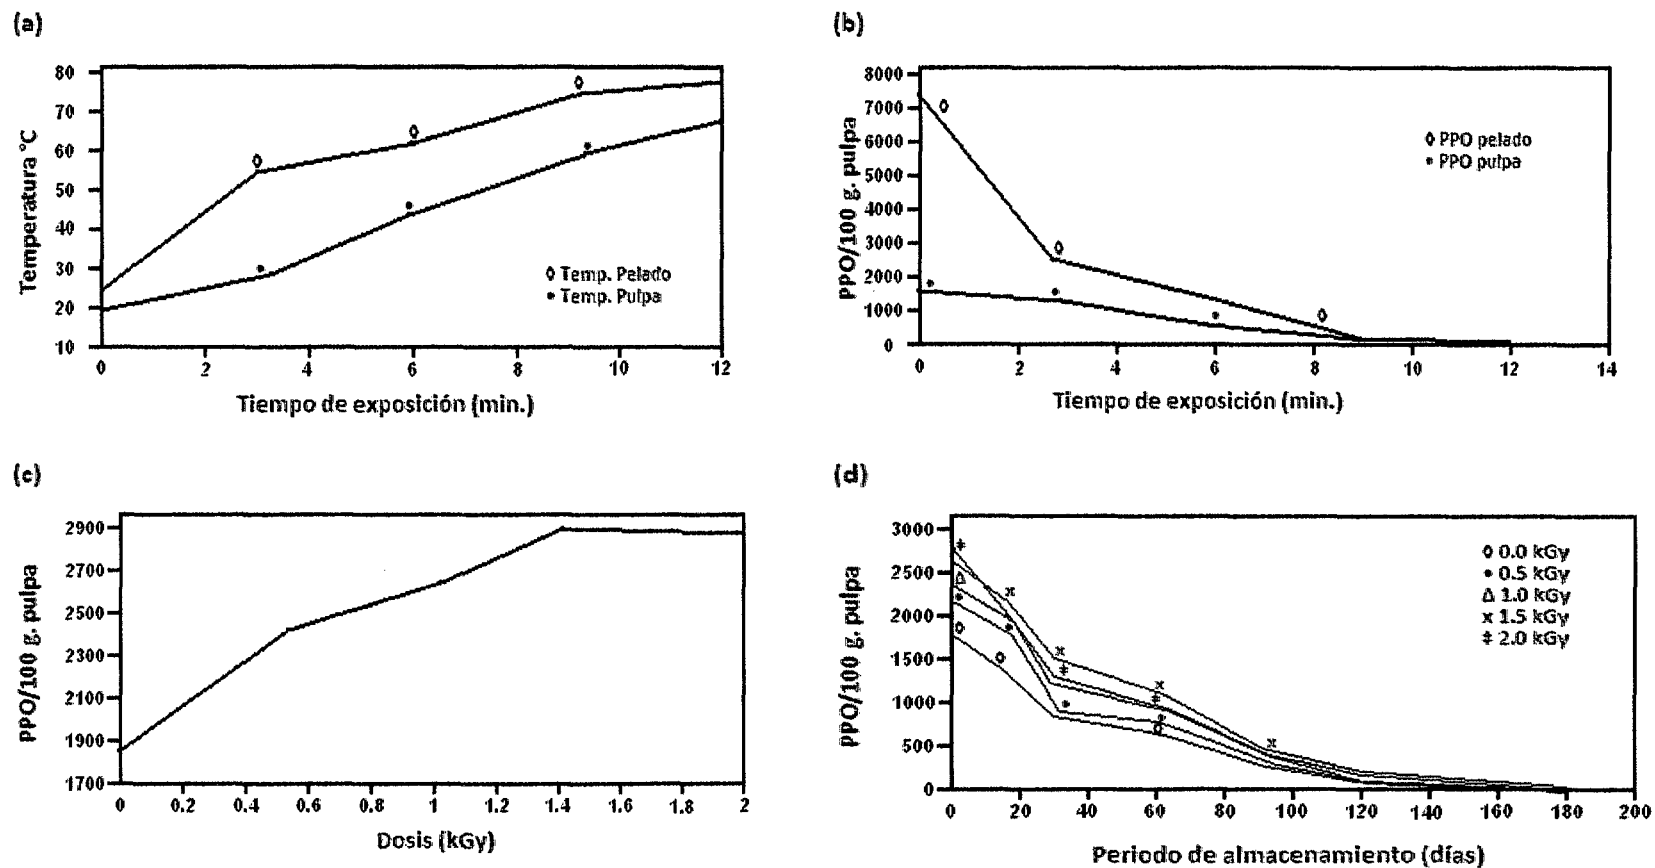 (a)
Temperatura °C
80
70
60
50
40
30
20
10
0 2 4 6 8 10 12
Tiempo de exposición (min.)
Temp. Pelado
Temp. Pulpa
(b)
PPO/100 g. pulpa
8000
7000
6000
5000
4000
3000
2000
1000
0
0 2 4 6 8 10 12 14
Tiempo de exposición (min.)
PPO pelado
PPO pulpa
(c)
PPO/100 g. pulpa
2900
2700
2500
2300
2100
1900
1700
0 0.2 0.4 0.6 0.8 1 1.2 1.4 1.6 1.8 2
Dosis (kGy)
(d)
PPO/100 g. pulpa
3000
2500
2000
1500
1000
500
0
0 20 40 60 80 100 120 140 160 180 200
Periodo de almacenamiento (días)
0.0 kGy
0.5 kGy
Δ 1.0 kGy
x 1.5 kGy
‡ 2.0 kGy